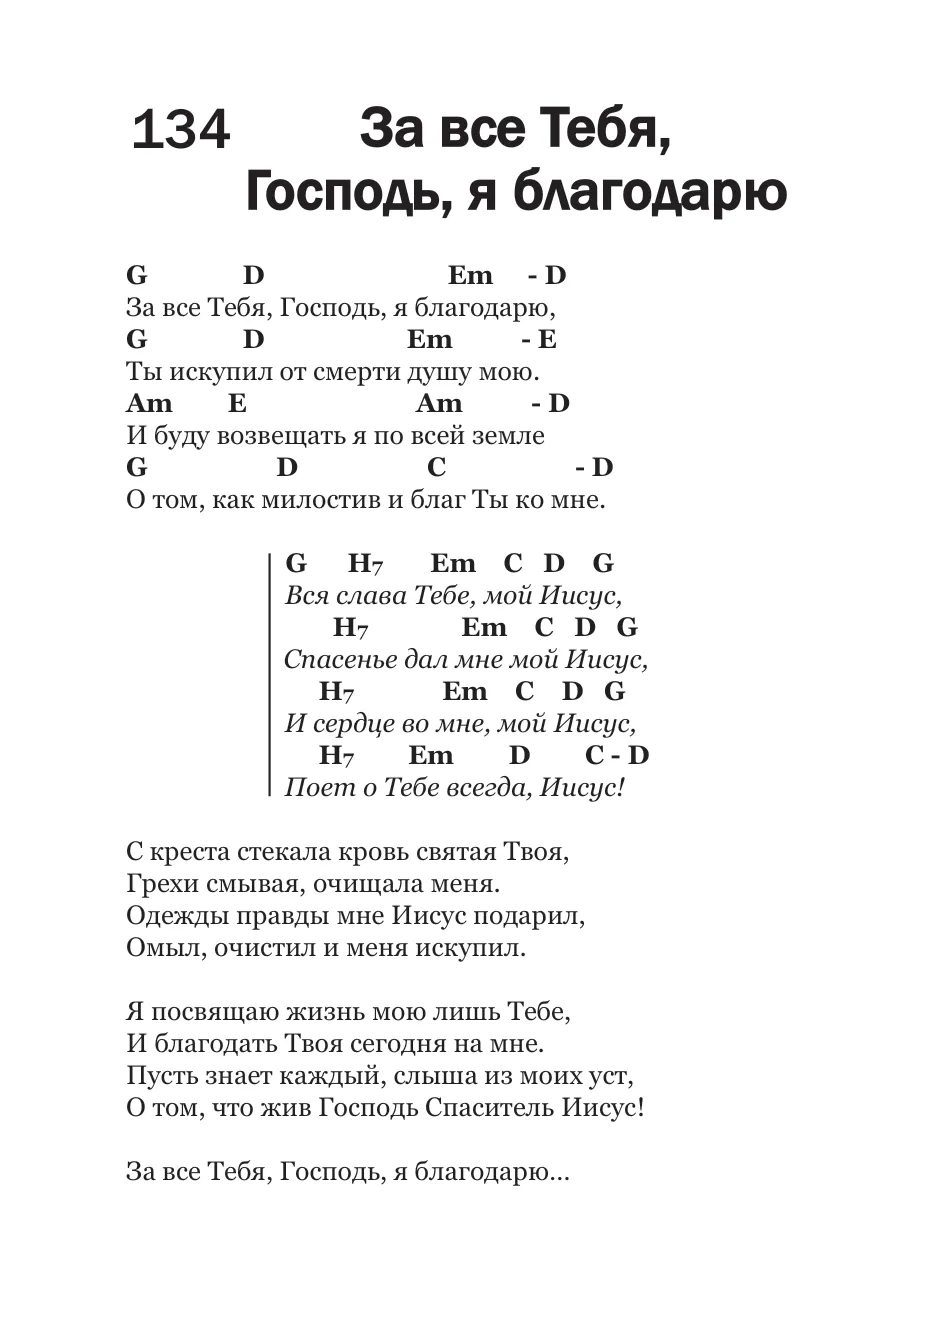 134 За все Тебя,
Господь, я благодарю
G D Em - D
За все Тебя, Господь, я благодарю,
G D Em - E
Ты искупил от смерти душу мою.
Am E Am - D
И буду возвещать я по всей земле
G D C - D
О том, как милостив и благ Ты ко мне.
G H7 Em C D G
Вся слава Тебе, мой Иисус,
H7 Em C D G
Спасенье дал мне мой Иисус,
H7 Em C D G
И сердце во мне, мой Иисус,
H7 Em D C - D
Поет о Тебе всегда, Иисус!
С креста стекала кровь святая Твоя,
Грехи смывая, очищала меня.
Одежды правды мне Иисус подарил,
Омыл, очистил и меня искупил.
Я посвящаю жизнь мою лишь Тебе,
И благодать Твоя сегодня на мне.
Пусть знает каждый, слыша из моих уст,
О том, что жив Господь Спаситель Иисус!
За все Тебя, Господь, я благодарю...